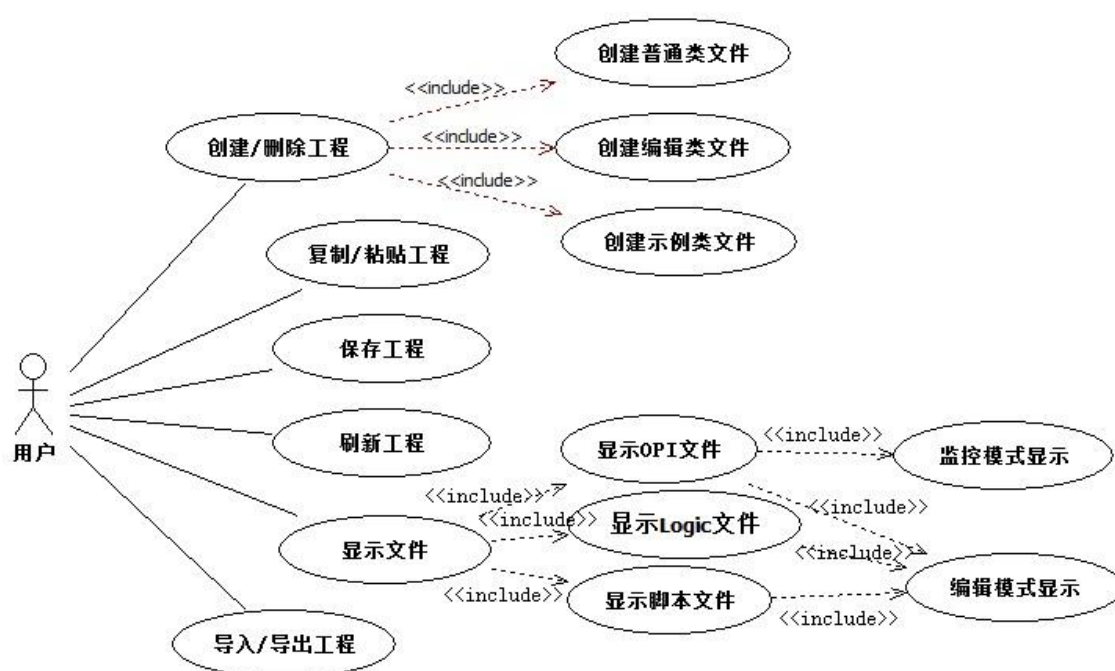 创建普通类文件
<<include>>
创建/删除工程
<<include>>
创建编辑类文件
<<include>>
创建示例类文件
复制/粘贴工程
保存工程
用户
刷新工程
显示OPI文件
<<include>>
监控模式显示
<<include>>
<<include>>
显示Logic文件
<<include>>
显示文件
<<include>>
<<include>>
显示脚本文件
<<include>>
编辑模式显示
导入/导出工程